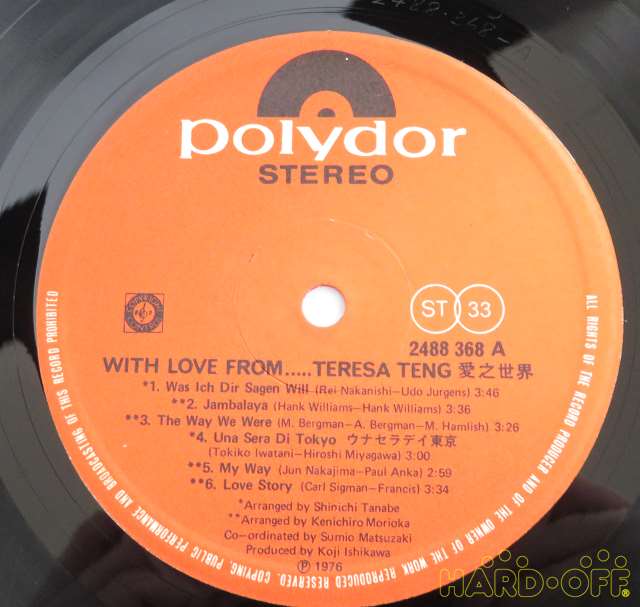 2488·368-A
polydor
STEREO
ST 33
2488 368 A
WITH LOVE FROM.....TERESA TENG 愛之世界
*1. Was Ich Dir Sagen Will (Rei Nakanishi—Udo Jurgens) 3:46
**2. Jambalaya (Hank Williams—Hank Williams) 3:36
**3. The Way We Were (M. Bergman—A. Bergman—M. Hamlish) 3:26
*4. Una Sera Di Tokyo ウナセラデイ東京
(Tokiko Iwatani—Hiroshi Miyagawa) 3:00
**5. My Way (Jun Nakajima—Paul Anka) 2:59
**6. Love Story (Carl Sigman—Francis) 3:34
*Arranged by Shinichi Tanabe
**Arranged by Kenichiro Morioka
Co-ordinated by Sumio Matsuzaki
Produced by Koji Ishikawa
℗ 1976
ALL RIGHTS OF THE RECORD PRODUCER AND OF THE OWNER OF THE WORK REPRODUCED RESERVED. COPYING, PUBLIC PERFORMANCE AND BROADCASTING OF THIS RECORD PROHIBITED
HARD·OFF